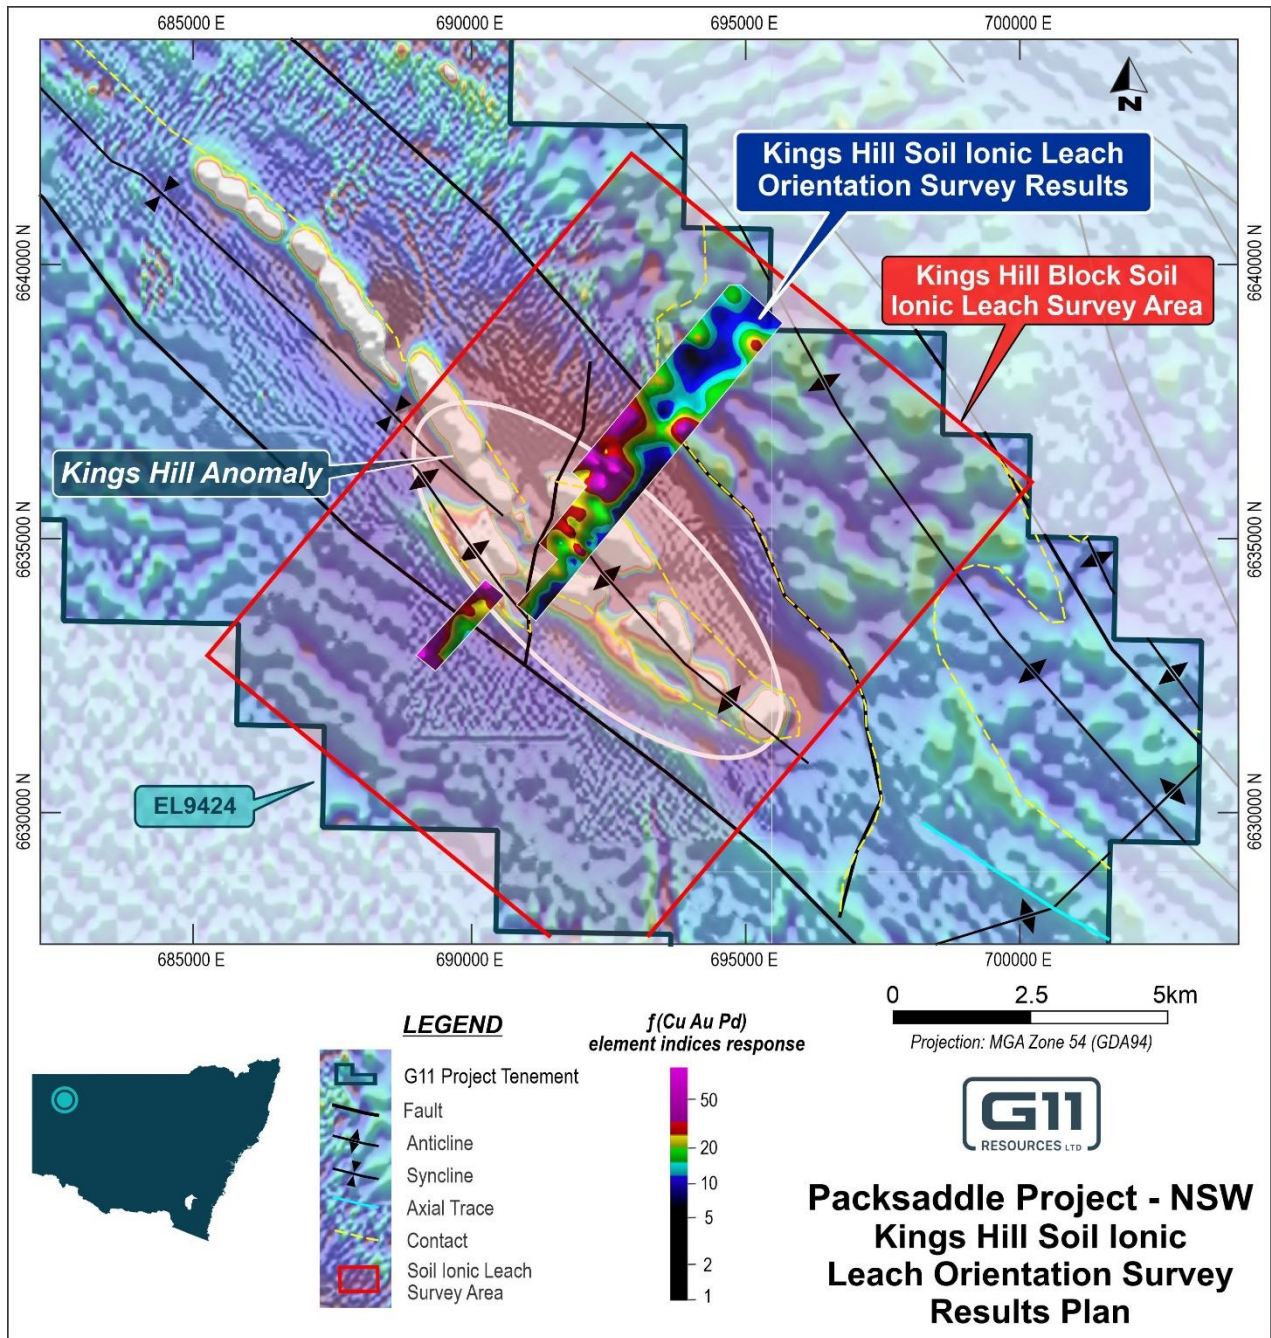 685000 E
690000 E
695000 E
700000 E
N
Kings Hill Soil Ionic Leach
Orientation Survey Results
6640000 N
6640000 N
Kings Hill Block Soil
Ionic Leach Survey Area
Kings Hill Anomaly
6635000 N
6635000 N
EL9424
6630000 N
6630000 N
685000 E
690000 E
695000 E
700000 E
0
2.5
5km
Projection: MGA Zone 54 (GDA94)
LEGEND
G11 Project Tenement
Fault
Anticline
Syncline
Axial Trace
Contact
Soil Ionic Leach
Survey Area
f(Cu Au Pd)
element indices response
50
20
10
5
2
1
G11
RESOURCES LTD
Packsaddle Project - NSW
Kings Hill Soil Ionic
Leach Orientation Survey
Results Plan